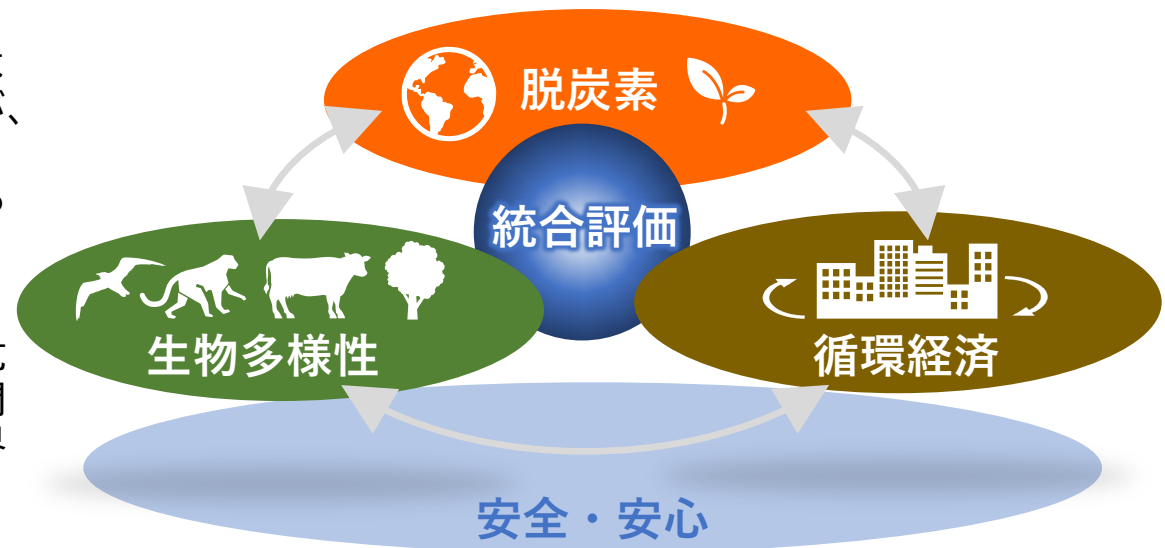 脱炭素
統合評価
生物多様性
循環経済
安全・安心